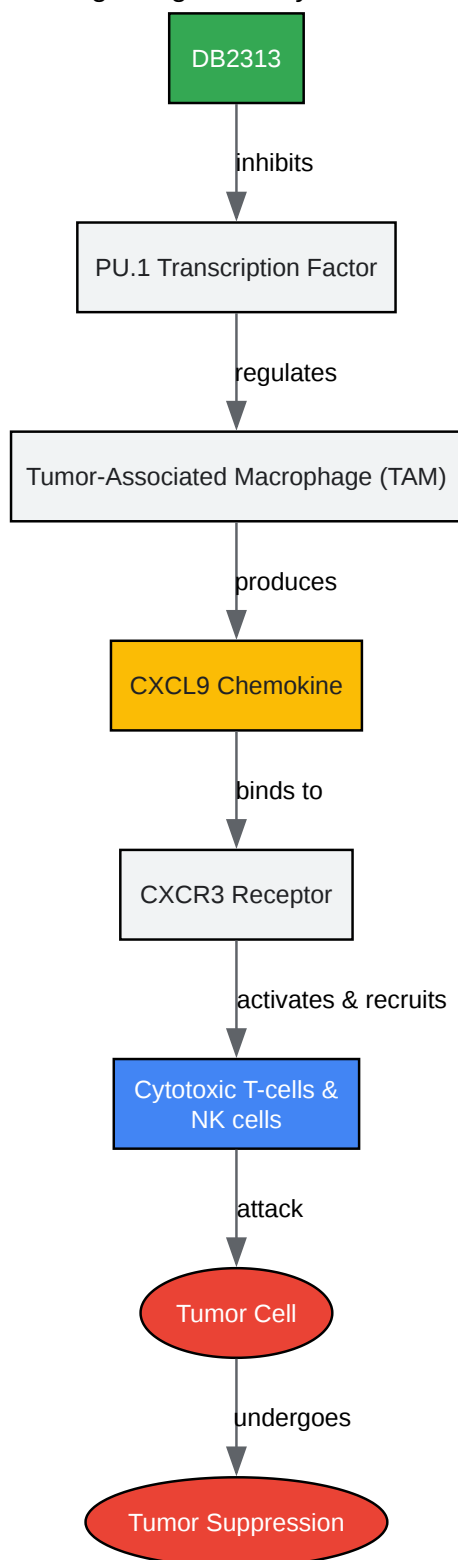 DB2313
inhibits
PU.1 Transcription Factor
regulates
Tumor-Associated Macrophage (TAM)
produces
CXCL9 Chemokine
binds to
CXCR3 Receptor
activates & recruits
Cytotoxic T-cells &
NK cells
attack
Tumor Cell
undergoes
Tumor Suppression